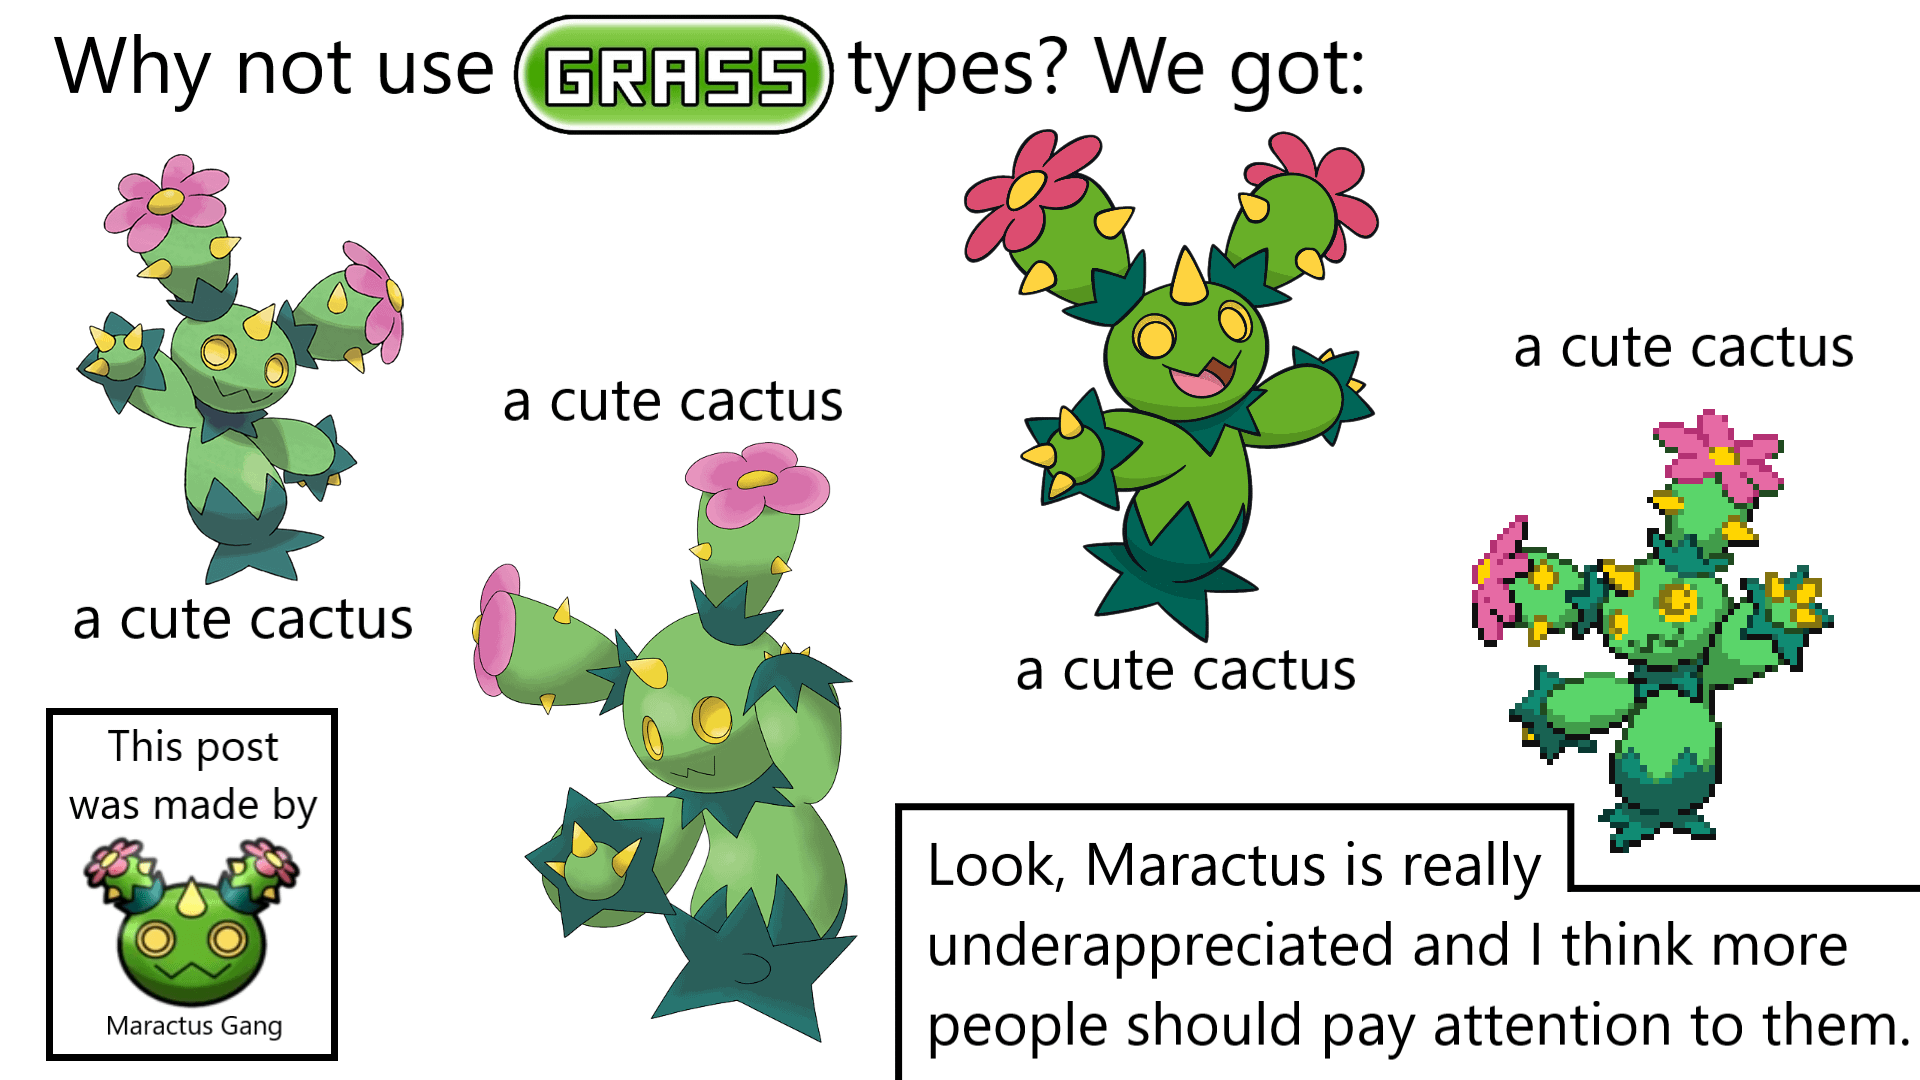 Why not use GRASS types? We got:
a cute cactus
a cute cactus
a cute cactus
a cute cactus
This post
was made by
Maractus Gang
Look, Maractus is really
underappreciated and I think more
people should pay attention to them.